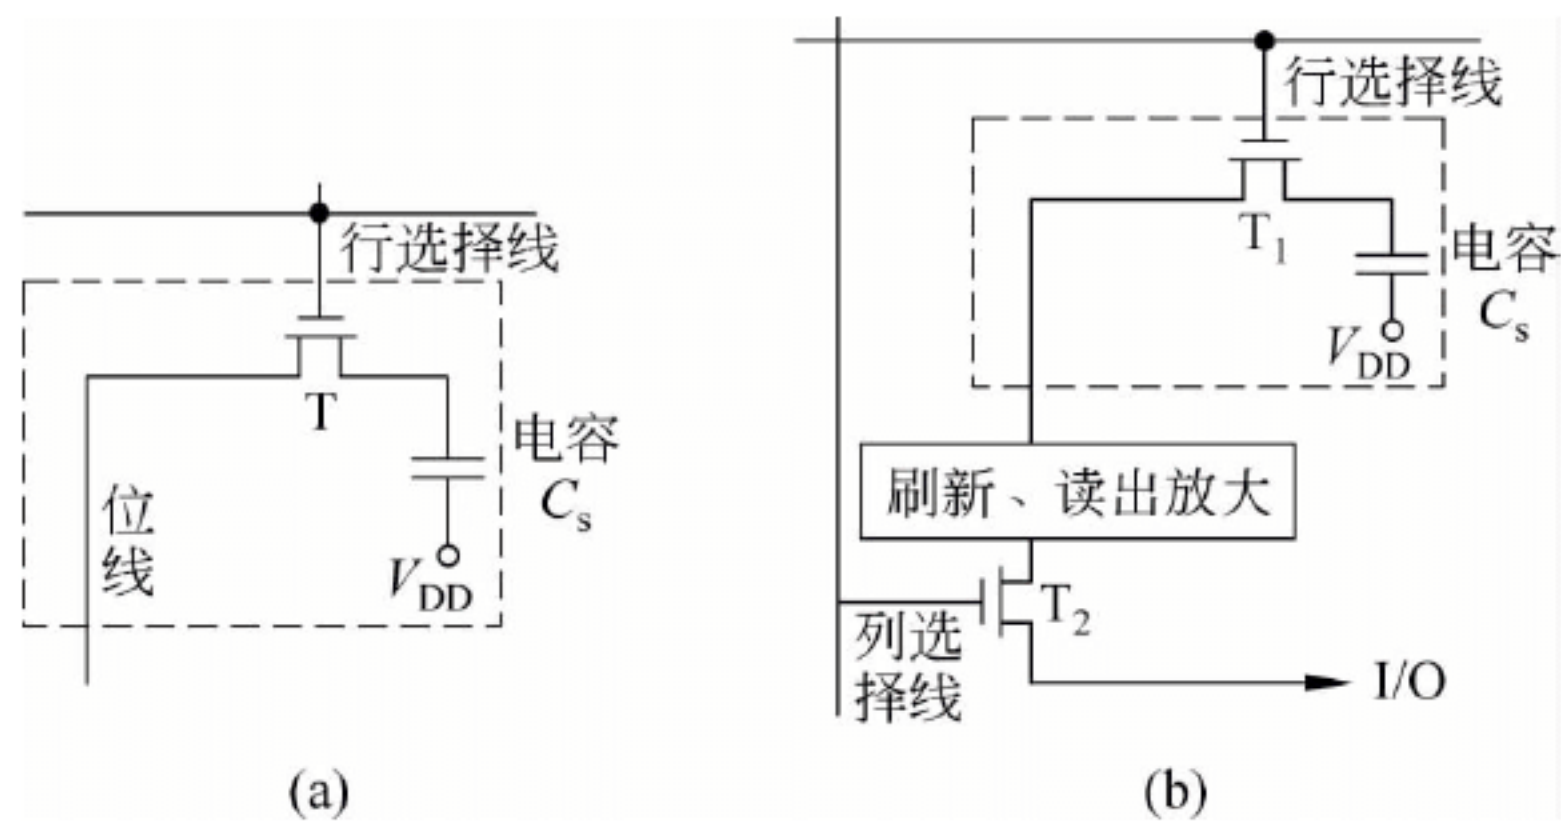 行选择线
T
位
线
电容
Cs
VDD
(a)
行选择线
T1
电容
Cs
VDD
刷新、读出放大
T2
列选
择线
I/O
(b)